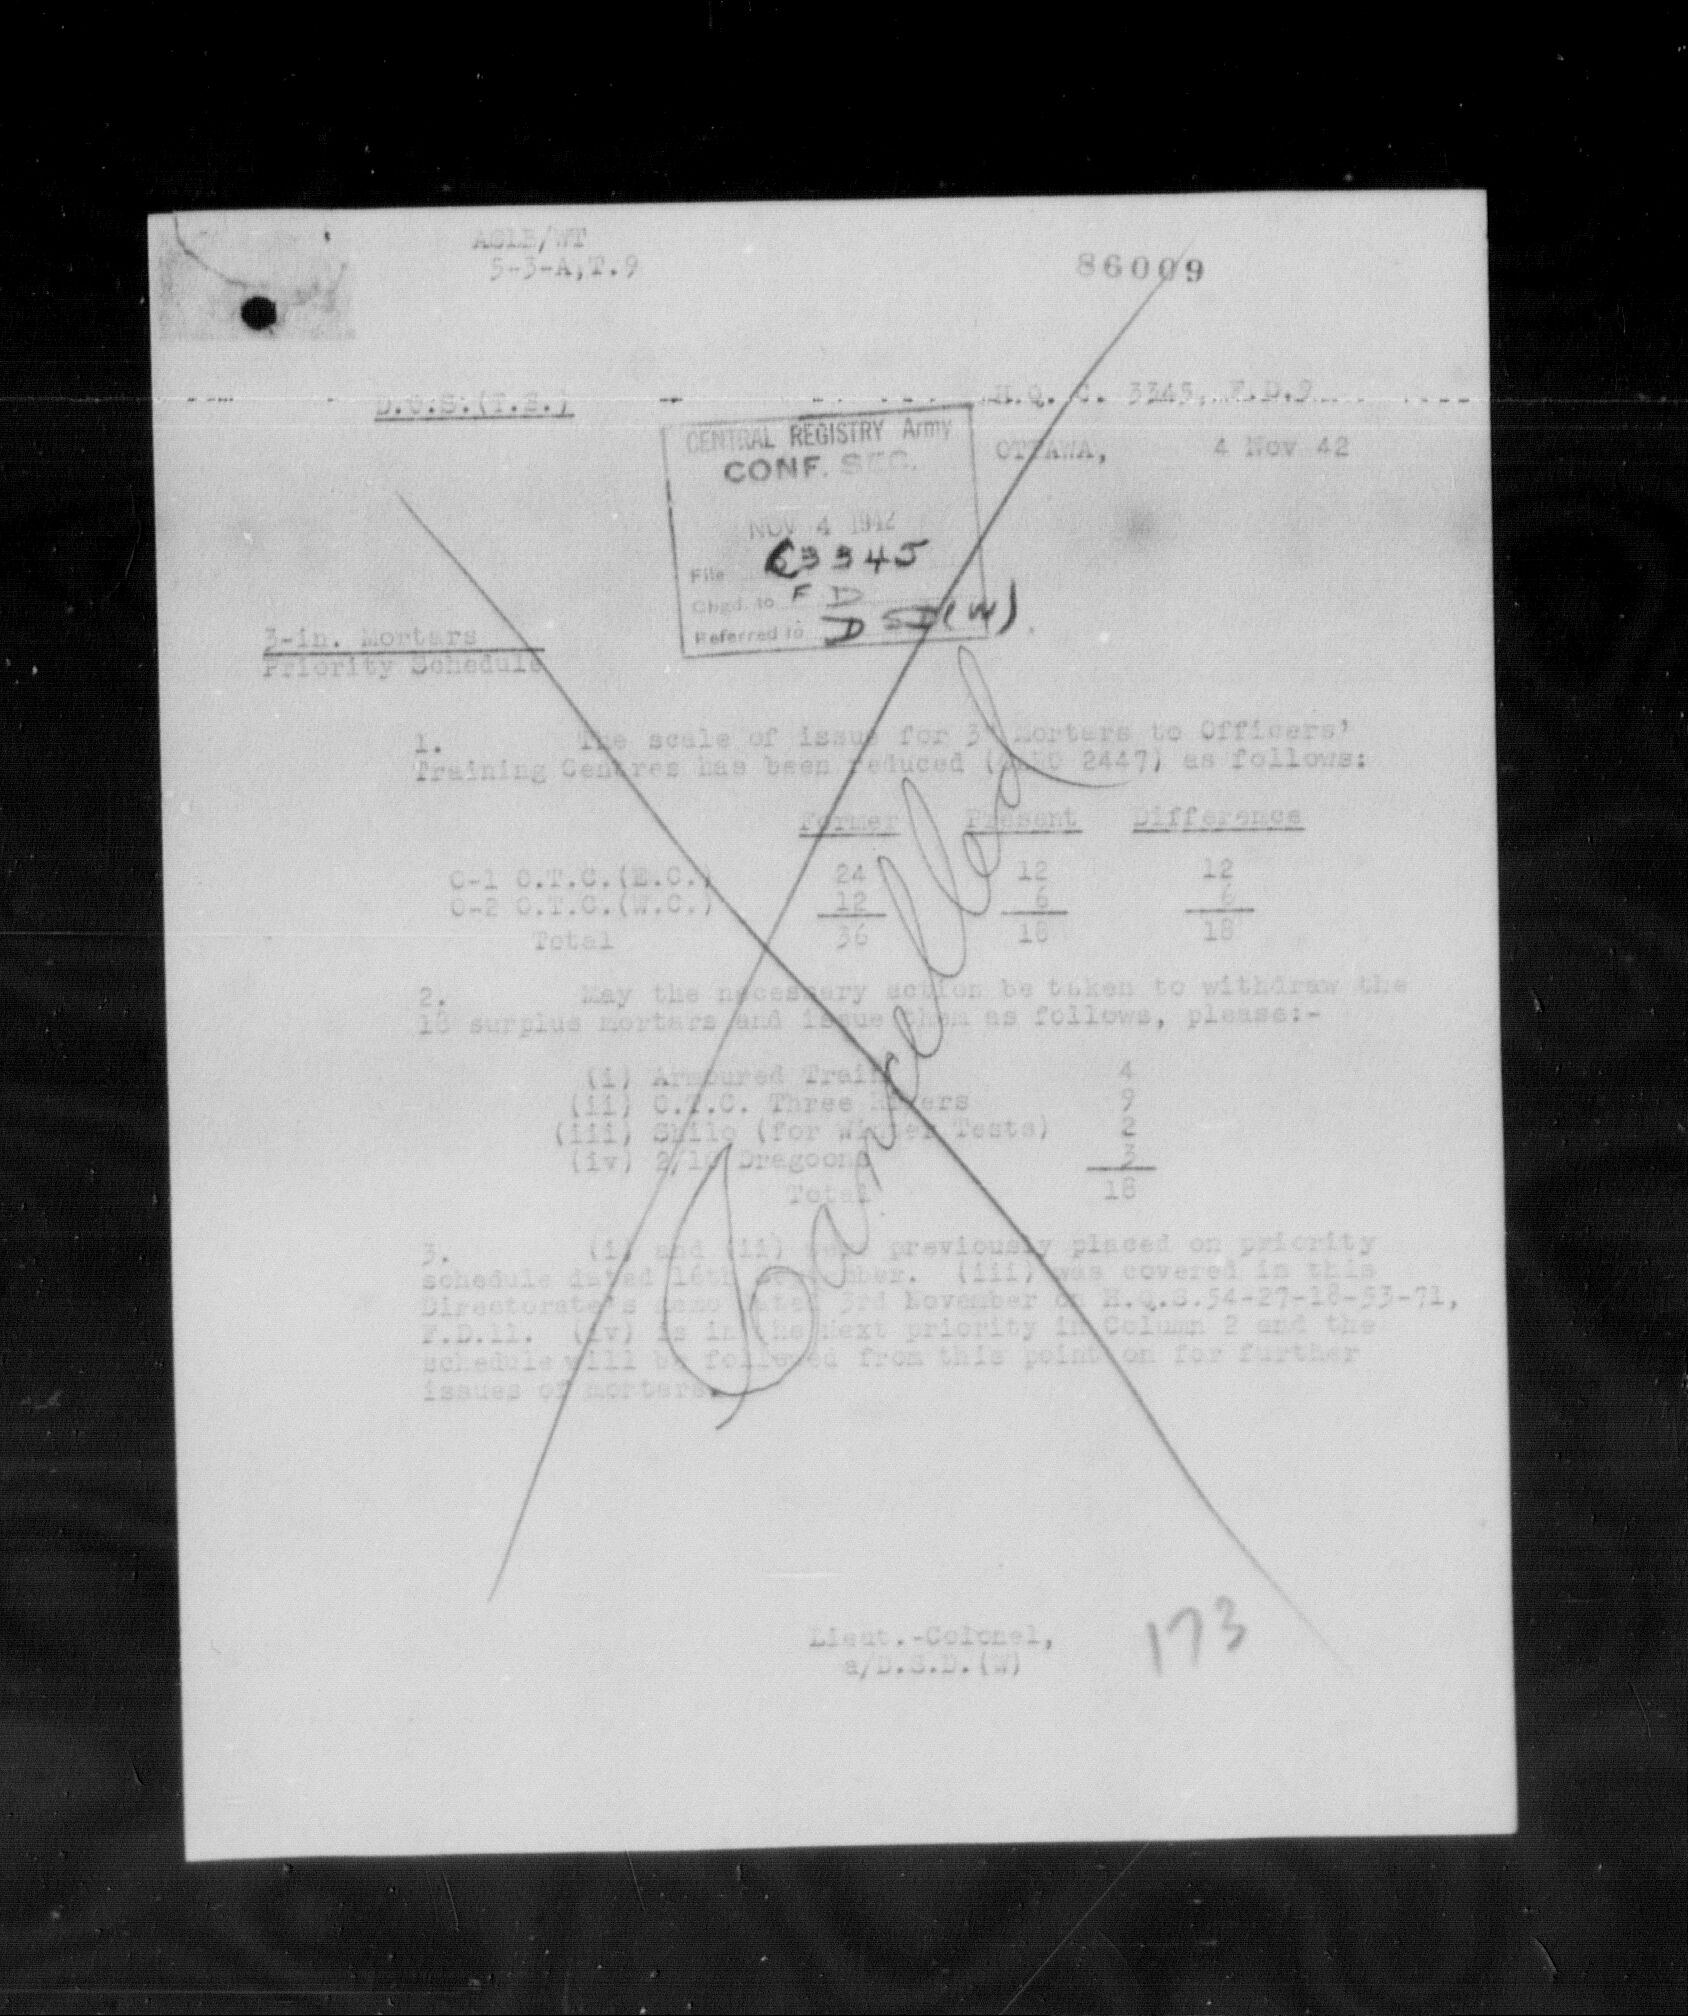 5-3-A,T.9
86009
D.O.S.(T.S.)
H.Q. C. 3345, F.D.9
CENTRAL REGISTRY Army
CONF. SEC.
OTTAWA, 4 Nov 42
NOV 4 1942
File C3345
Chgd. to F D
Referred to D SD(W)
3-in. Mortars
Priority Schedule
1. The scale of issue for 3" Mortars to Officers'
Training Centres has been reduced ( 2447) as follows:
Former Present Difference
O-1 O.T.C.(E.C.) 24 12 12
O-2 O.T.C.(W.C.) 12 6 6
Total 36 18 18
2. May the necessary action be taken to withdraw the
18 surplus mortars and issue them as follows, please:-
(i) Armoured Train 4
(ii) C.T.C. Three Rivers 9
(iii) Shilo (for Winter Tests) 2
(iv) 2/10 Dragoons 3
Total 18
3. (i) and (ii) were previously placed on priority
schedule dated 16th September. (iii) was covered in this
Directorate's memo dated 3rd November on H.Q.S.54-27-18-53-71,
F.D.11. (iv) is in the next priority in Column 2 and the
schedule will be followed from this point on for further
issues of mortars.
Cancelled
Lieut.-Colonel,
a/D.S.D.(W)
173